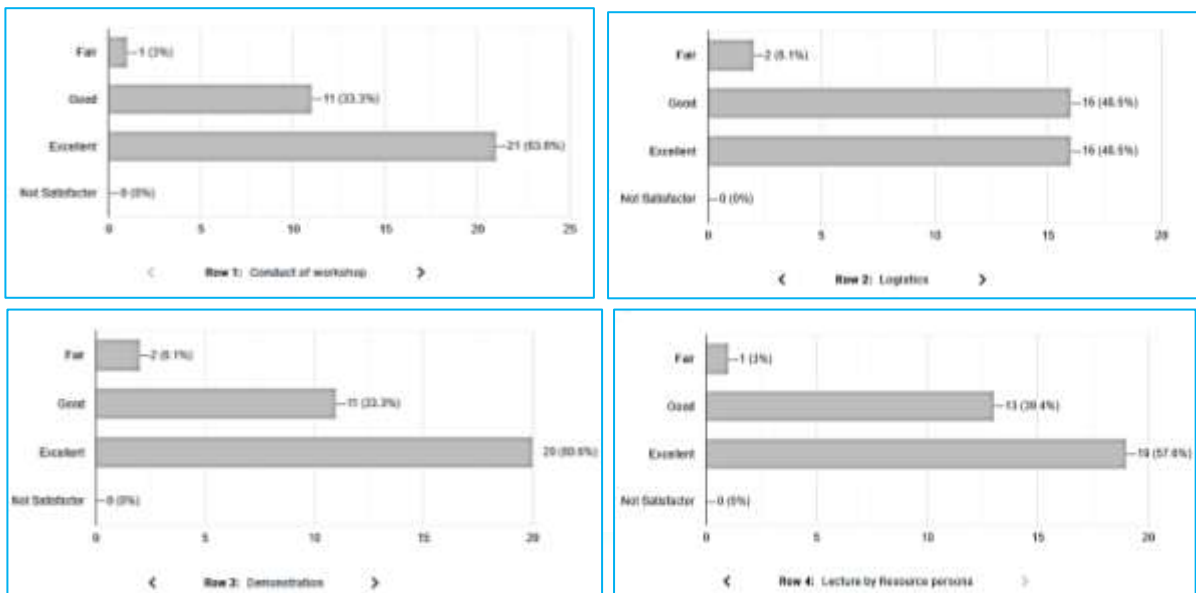 Fair 1 (3%)
Good 11 (33.3%)
Excellent 21 (63.6%)
Not Satisfactor 0 (0%)
0 5 10 15 20 25
< Row 1: Conduct of workshop >
Fair 2 (6.1%)
Good 16 (48.5%)
Excellent 16 (48.5%)
Not Satisfactor 0 (0%)
0 5 10 15 20
< Row 2: Logistics >
Fair 2 (6.1%)
Good 11 (33.3%)
Excellent 20 (60.6%)
Not Satisfactor 0 (0%)
0 5 10 15 20
< Row 3: Demonstration >
Fair 1 (3%)
Good 13 (39.4%)
Excellent 19 (57.6%)
Not Satisfactor 0 (0%)
0 5 10 15 20
< Row 4: Lecture by Resource persons >